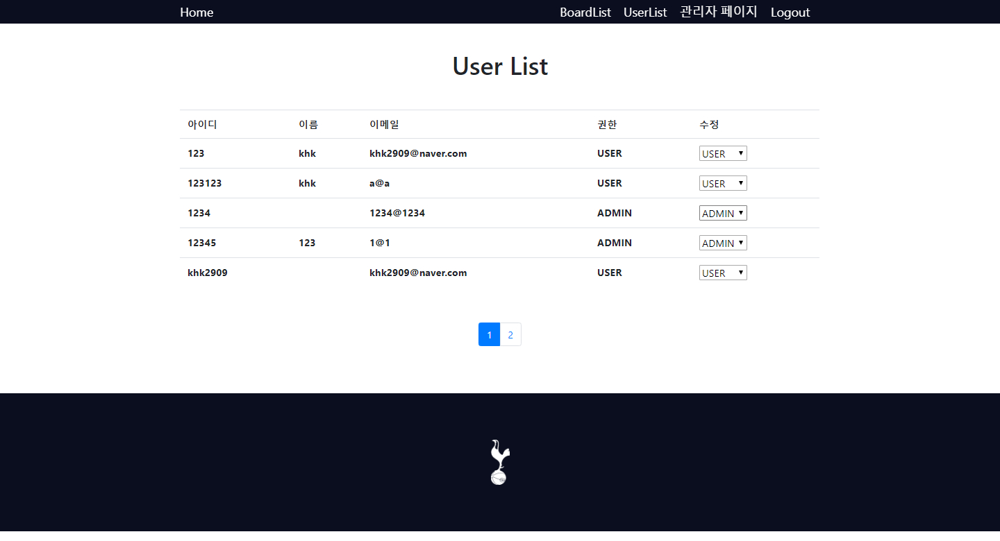 Home BoardList UserList 관리자 페이지 Logout
User List
아이디 이름 이메일 권한 수정
123 khk khk2909@naver.com USER USER
123123 khk a@a USER USER
1234 1234@1234 ADMIN ADMIN
12345 123 1@1 ADMIN ADMIN
khk2909 khk2909@naver.com USER USER
1 2